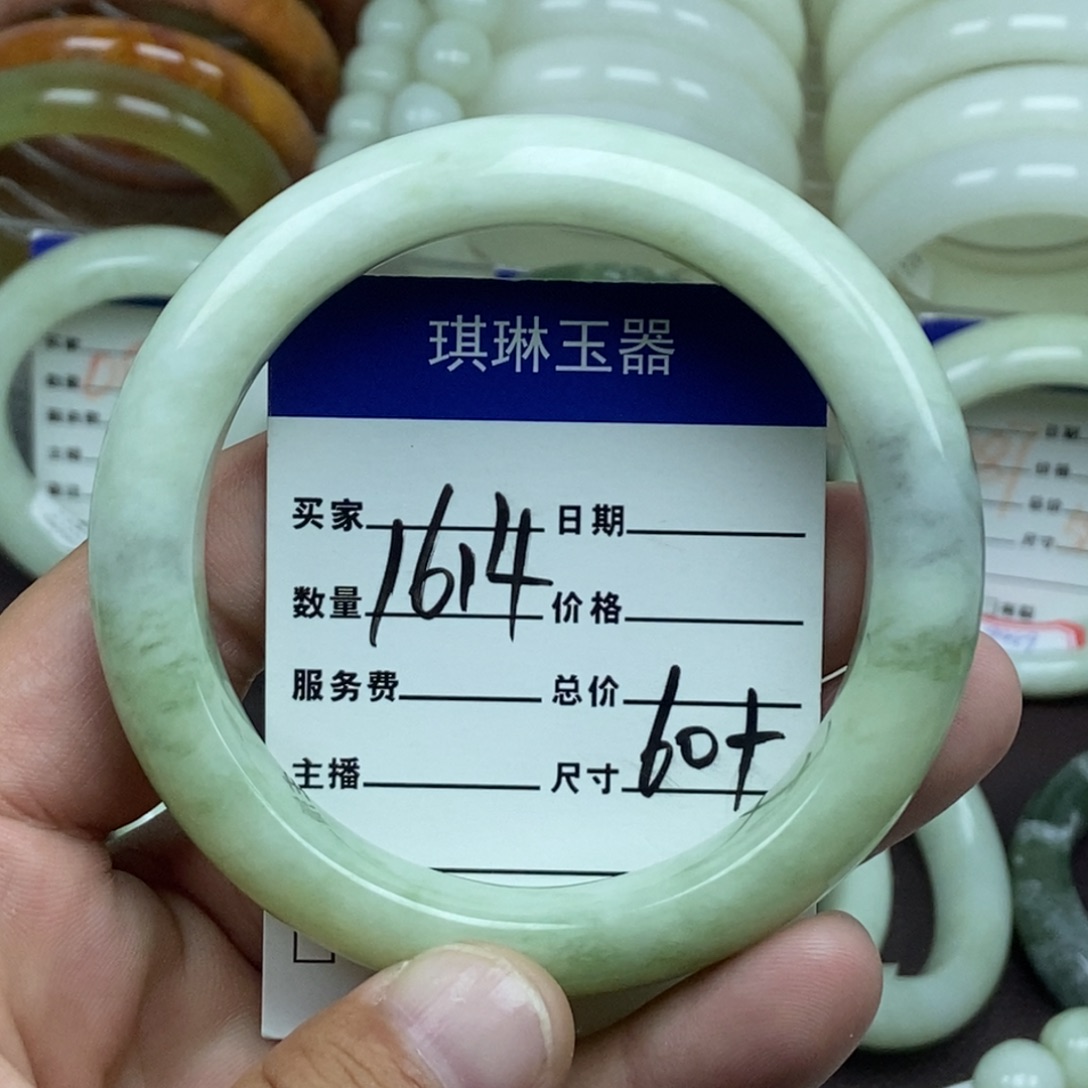 琪琳玉器
买家 日期
1614
数量 价格
服务费 总价
主播 尺寸 60+